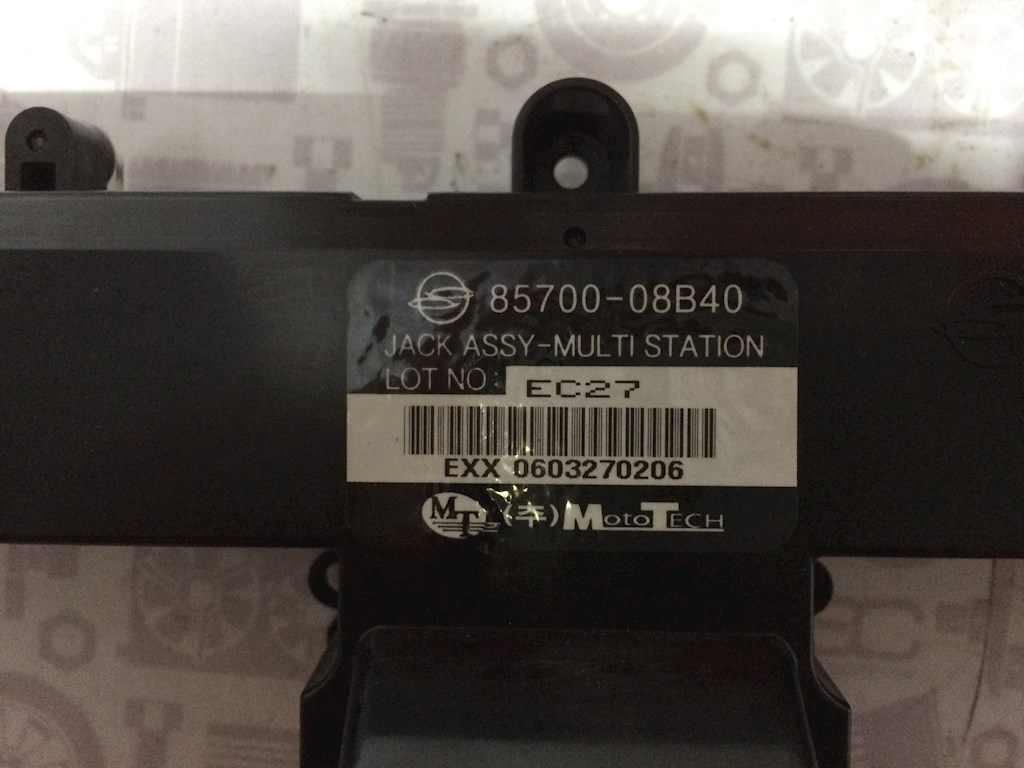 85700-08B40
JACK ASSY-MULTI STATION
LOT NO : EC27
EXX 0603270206
MT (주)MOTOTECH